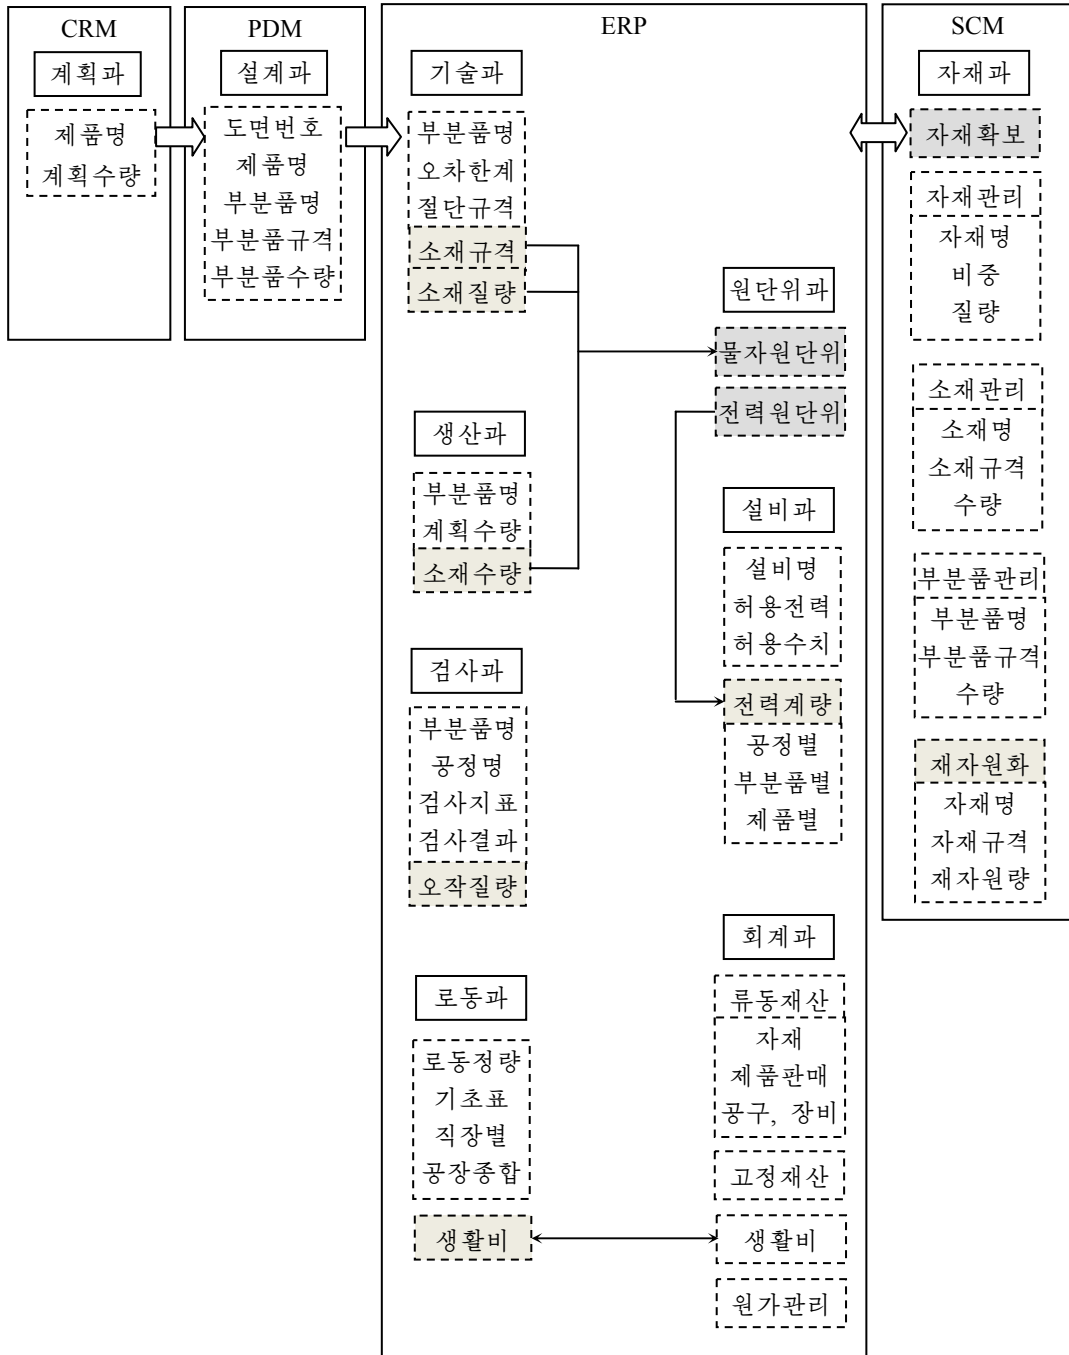 CRM
계획과
제품명
계획수량
PDM
설계과
도면번호
제품명
부분품명
부분품규격
부분품수량
ERP
기술과
부분품명
오차한계
절단규격
소재규격
소재질량
생산과
부분품명
계획수량
소재수량
검사과
부분품명
공정명
검사지표
검사결과
오작질량
로동과
로동정량
기초표
직장별
공장종합
생활비
원단위과
물자원단위
전력원단위
설비과
설비명
허용전력
허용수치
전력계량
공정별
부분품별
제품별
회계과
류동재산
자재
제품판매
공구, 장비
고정재산
생활비
원가관리
SCM
자재과
자재확보
자재관리
자재명
비중
질량
소재관리
소재명
소재규격
수량
부분품관리
부분품명
부분품규격
수량
재자원화
자재명
자재규격
재자원량